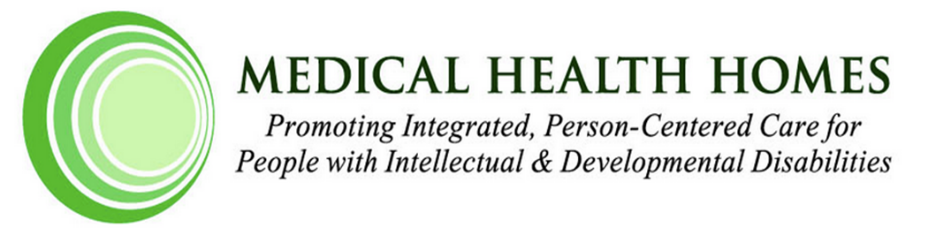 MEDICAL HEALTH HOMES
Promoting Integrated, Person-Centered Care for
People with Intellectual & Developmental Disabilities